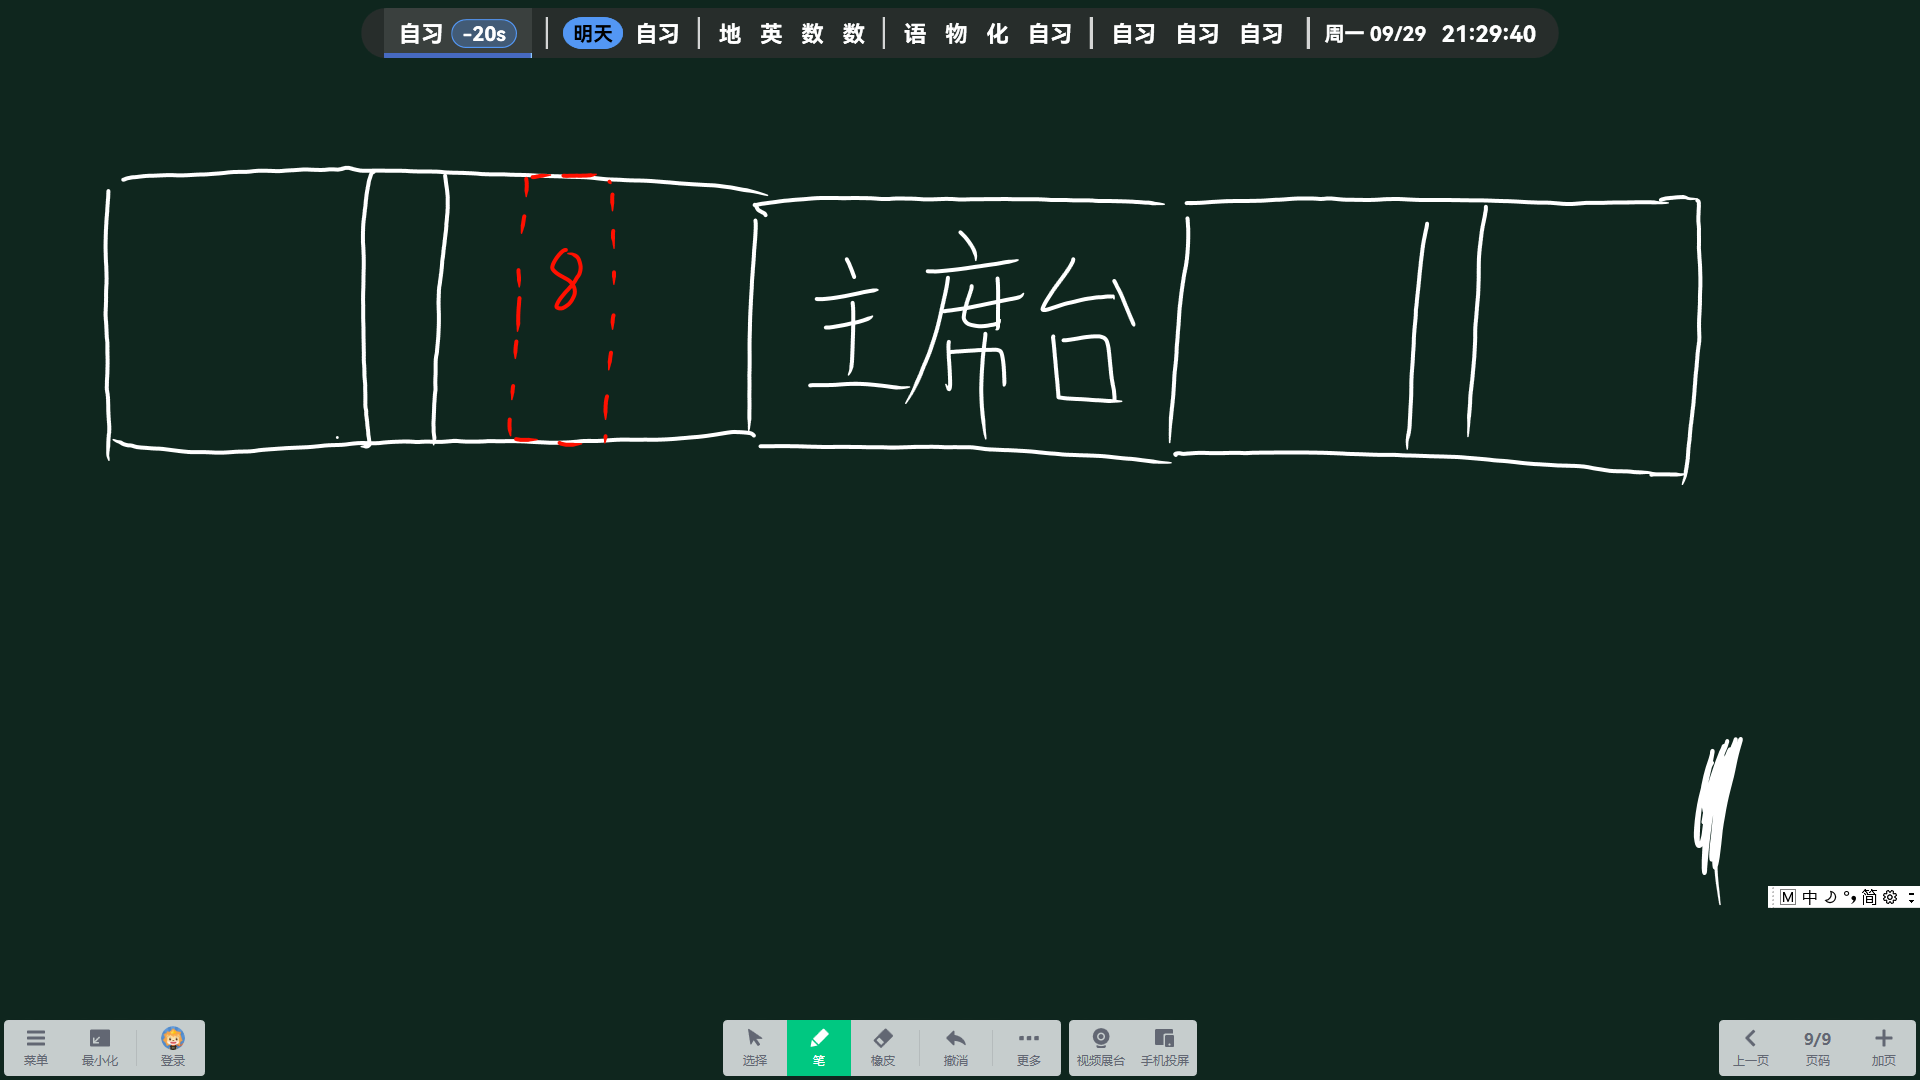 自习 -20s 明天 自习 地 英 数 数 语 物 化 自习 自习 自习 自习 周一 09/29 21:29:40
8
主席台
M 中 简
菜单 最小化 登录 选择 笔 橡皮 撤消 更多 视频展台 手机投屏 上一页 9/9 页码 加页